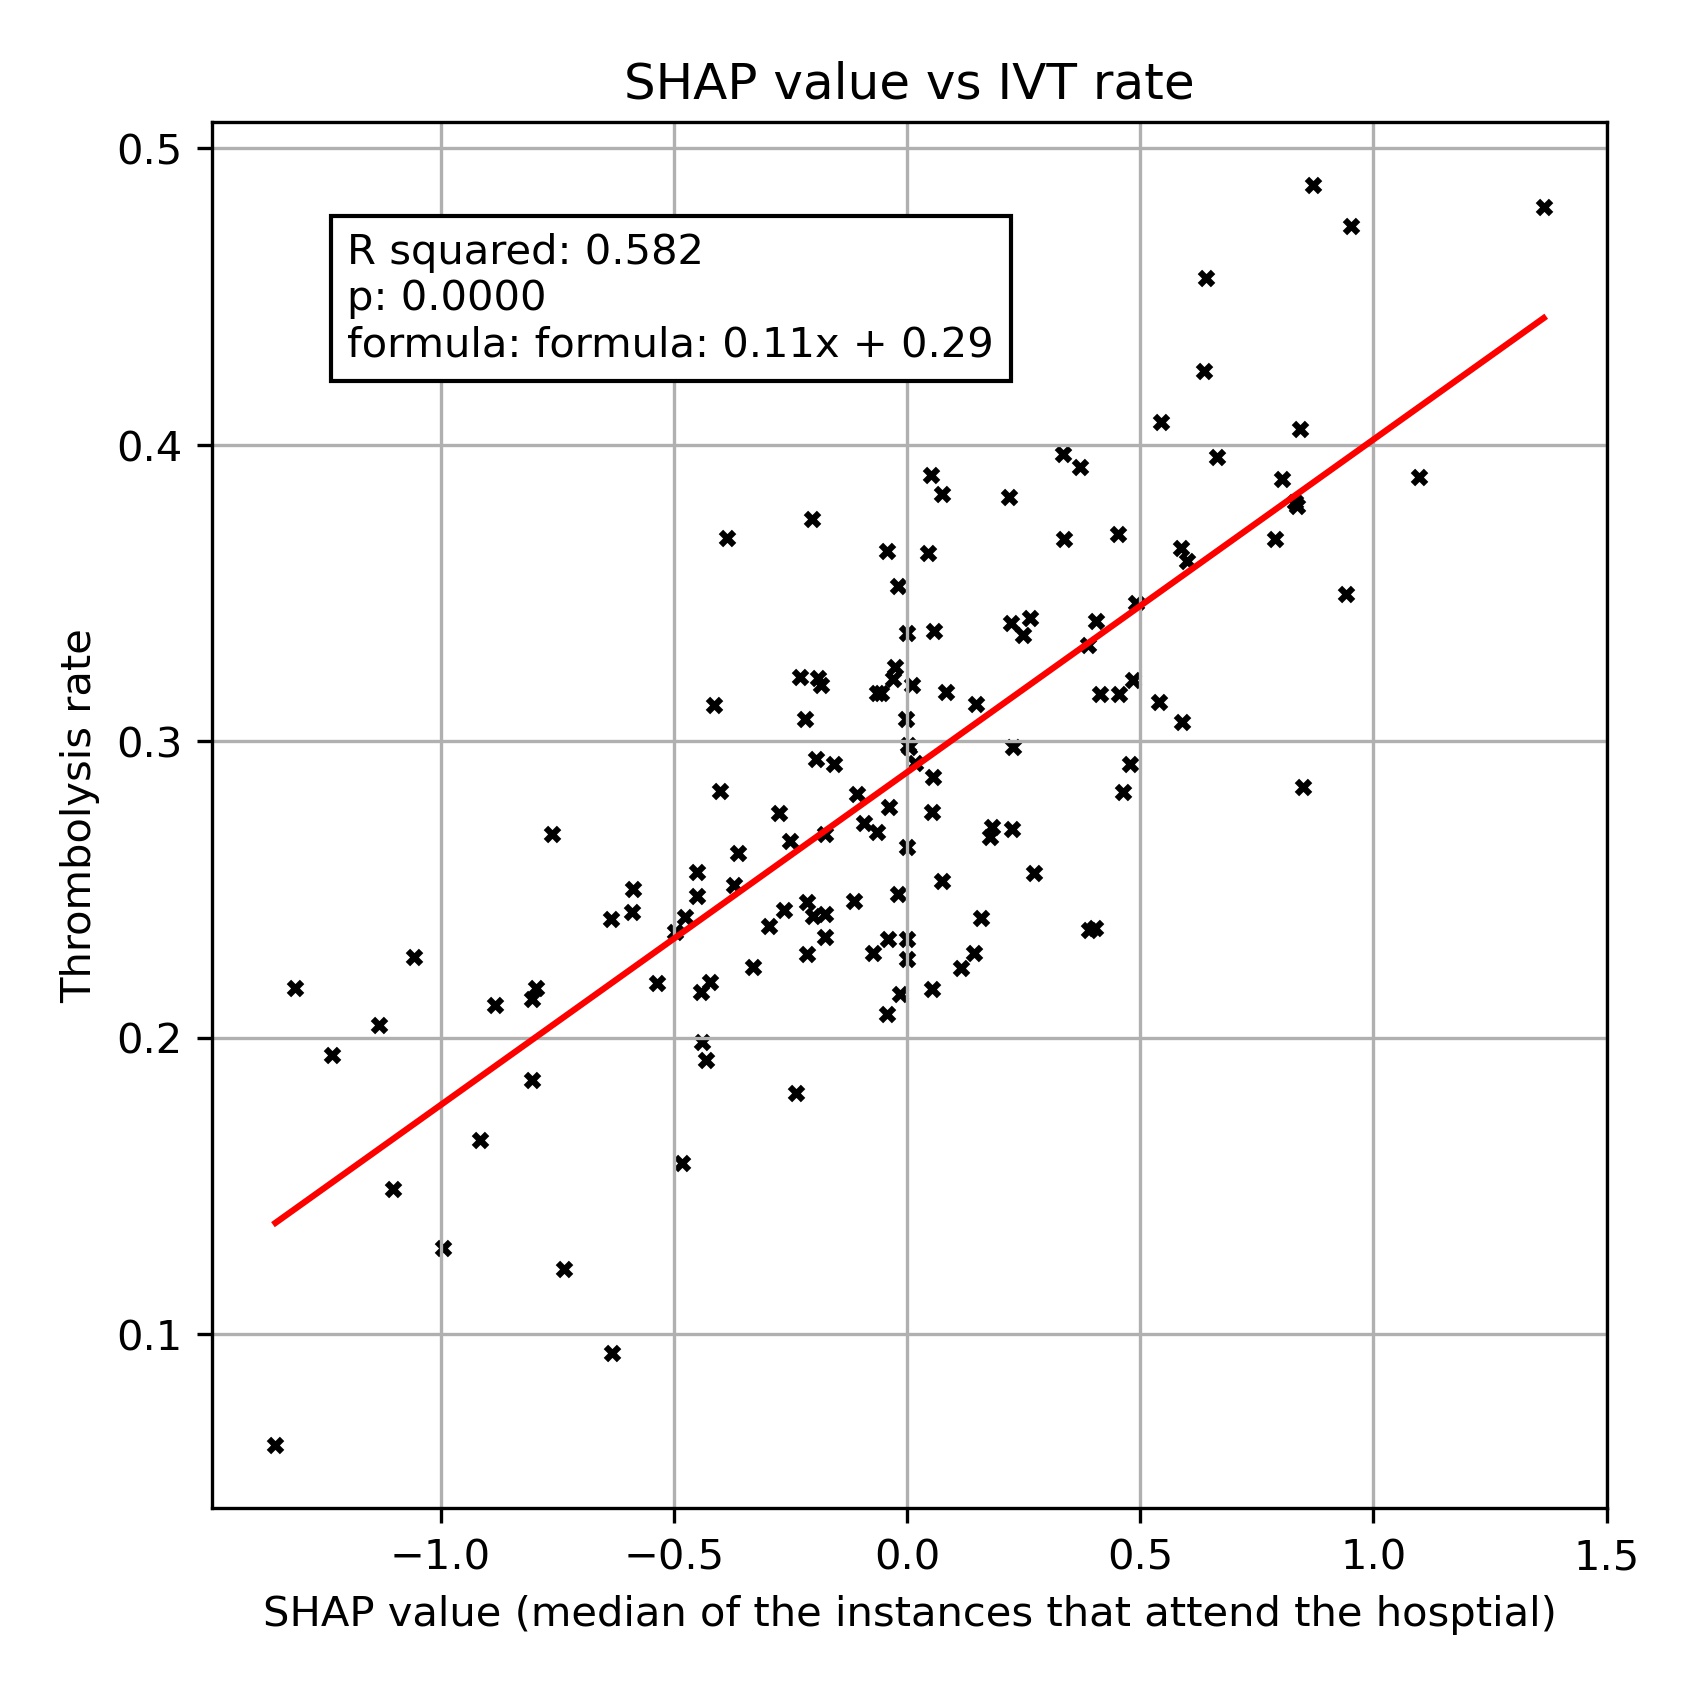 SHAP value vs IVT rate
0.5
R squared: 0.582
p: 0.0000
formula: formula: 0.11x + 0.29
0.4
0.3
0.2
0.1
Thrombolysis rate
−1.0 −0.5 0.0 0.5 1.0 1.5
SHAP value (median of the instances that attend the hosptial)